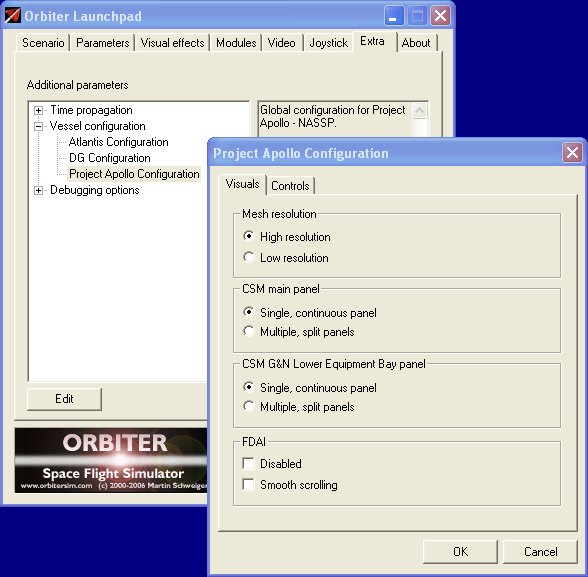 Orbiter Launchpad
Scenario Parameters Visual effects Modules Video Joystick Extra About
Additional parameters
Time propagation
Vessel configuration
Atlantis Configuration
DG Configuration
Project Apollo Configuration
Debugging options
Global configuration for Project
Apollo - NASSP.
Edit
ORBITER
Space Flight Simulator
www.orbitersim.com (c) 2000-2006 Martin Schweiger
Project Apollo Configuration
Visuals Controls
Mesh resolution
High resolution
Low resolution
CSM main panel
Single, continuous panel
Multiple, split panels
CSM G&N Lower Equipment Bay panel
Single, continuous panel
Multiple, split panels
FDAI
Disabled
Smooth scrolling
OK Cancel